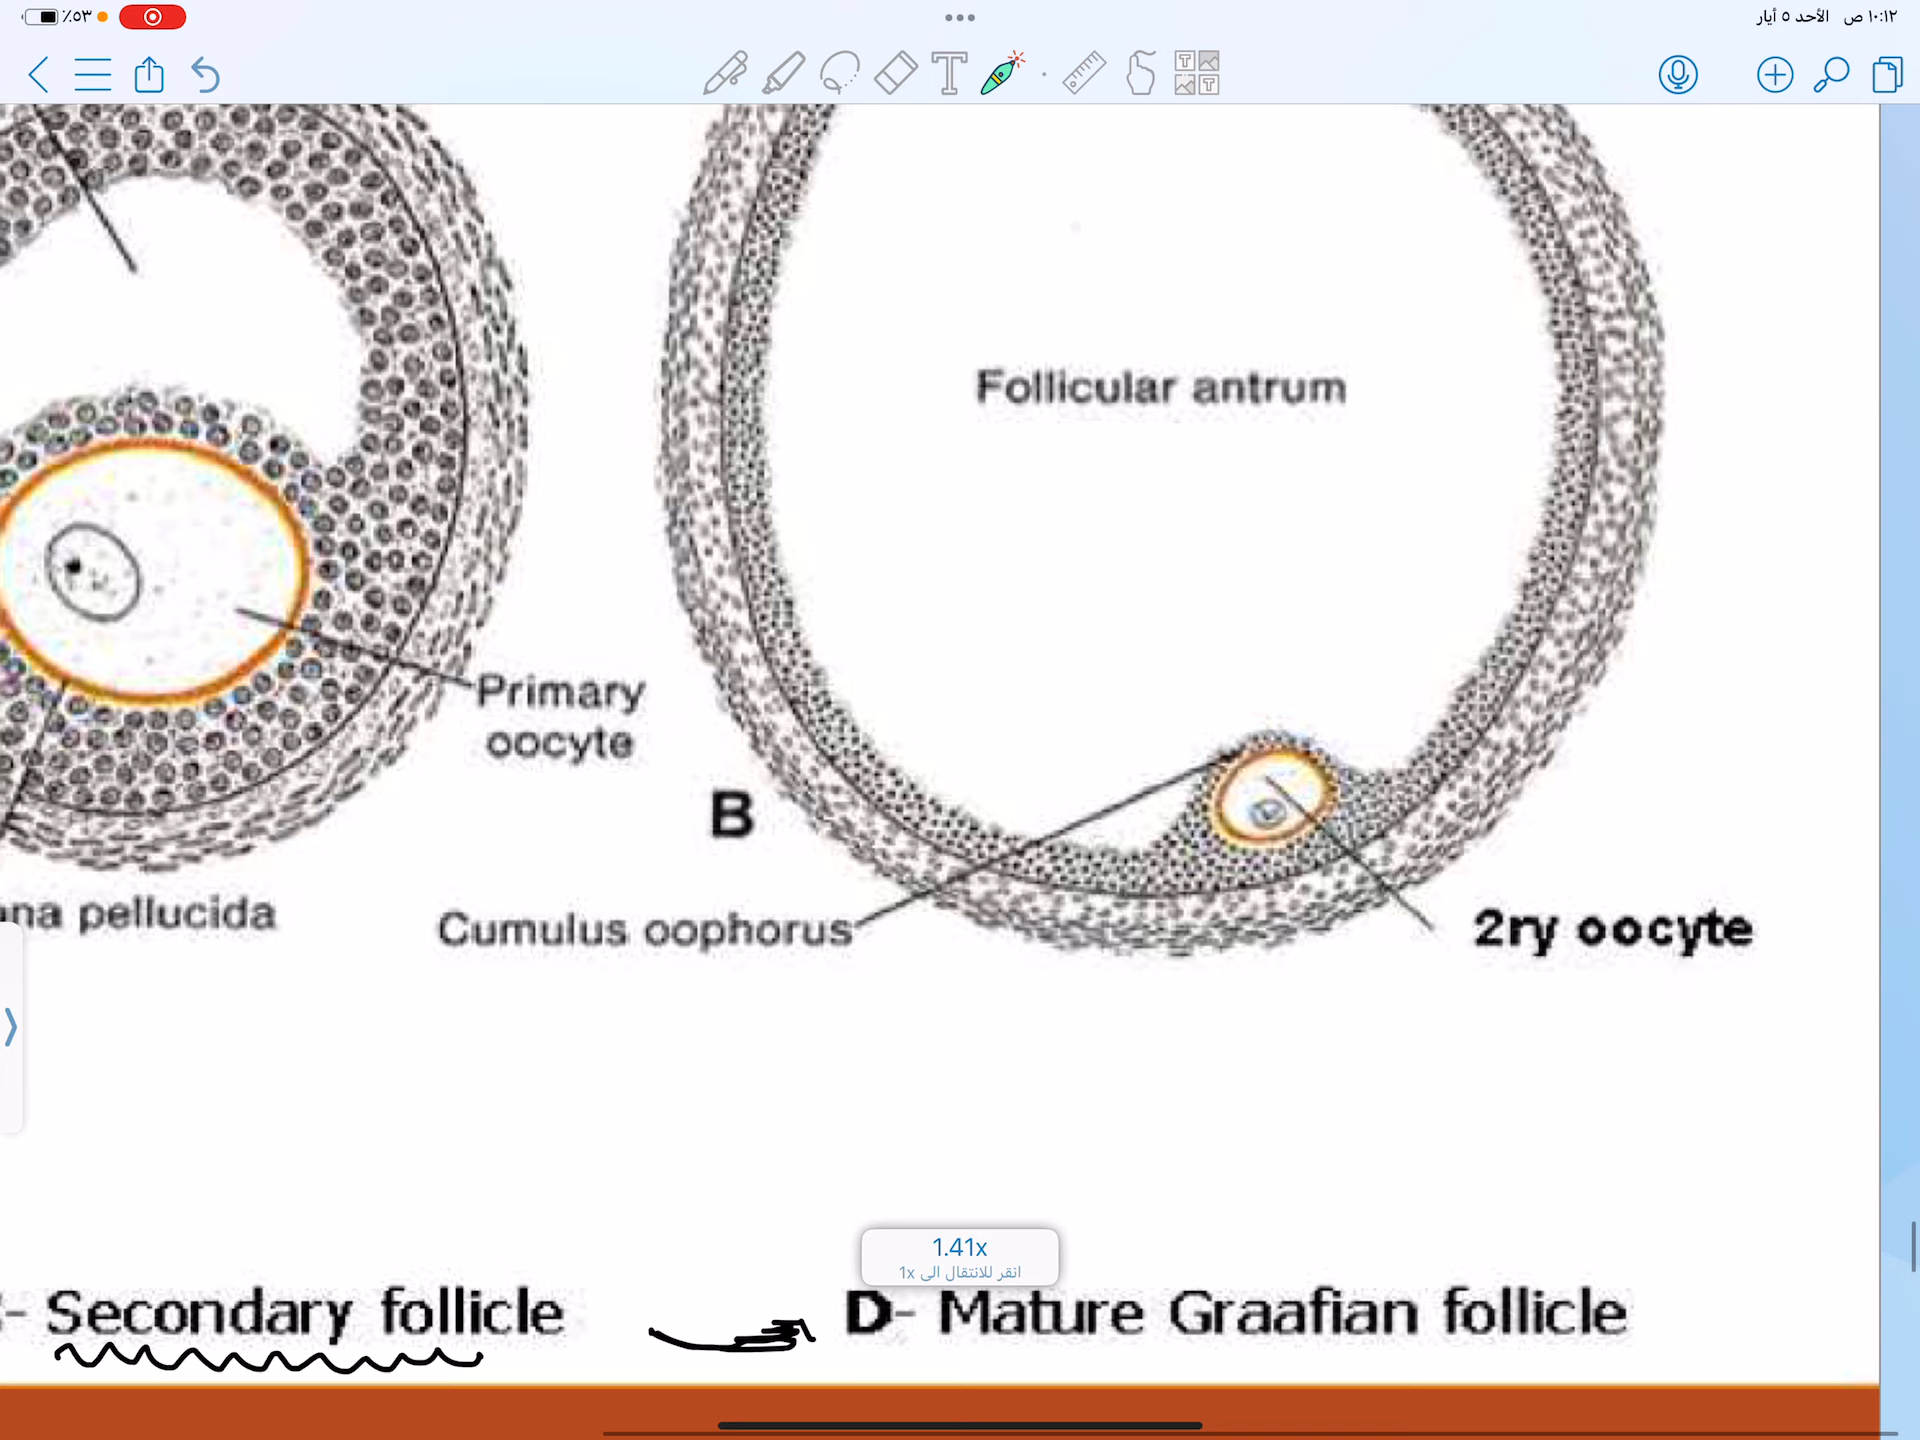 ٪٥٣
١٠:١٢ ص الأحد ٥ أيار
Follicular antrum
Primary
oocyte
B
na pellucida
Cumulus oophorus
2ry oocyte
1.41x
انقر للانتقال الى 1x
- Secondary follicle
D- Mature Graafian follicle